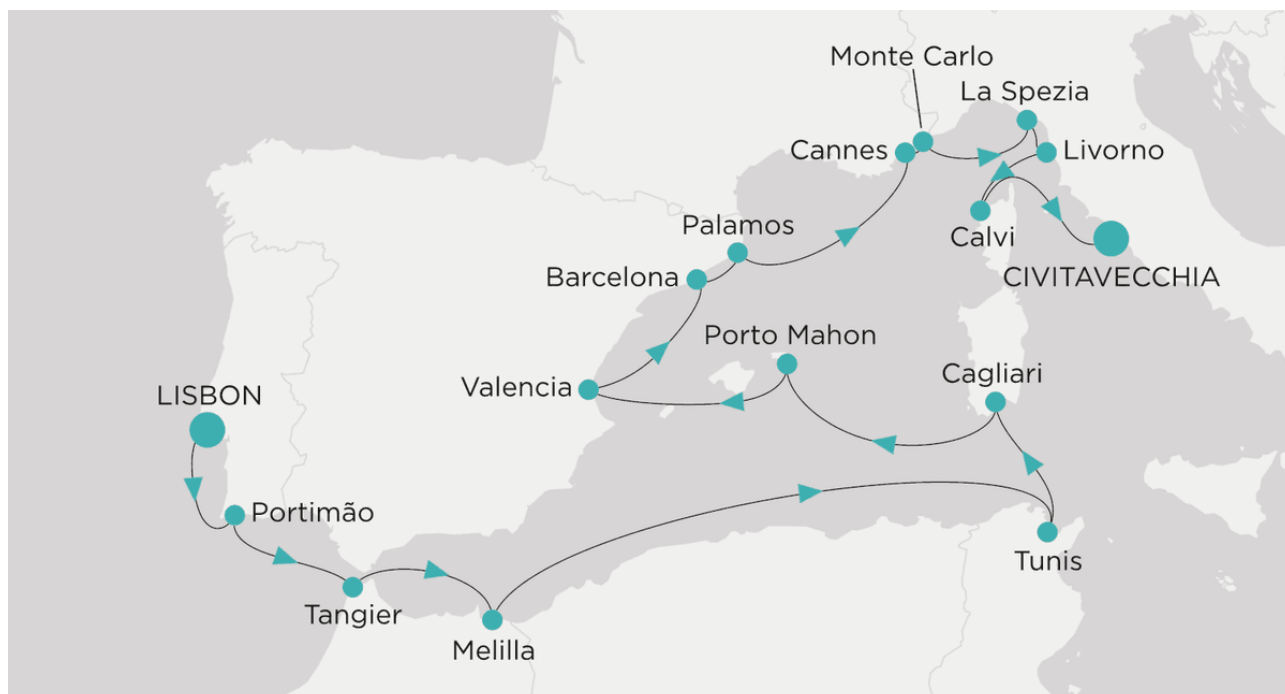 Monte Carlo
La Spezia
Cannes
Livorno
Palamos
Calvi
Barcelona
CIVITAVECCHIA
Porto Mahon
Valencia
Cagliari
LISBON
Portimão
Tunis
Tangier
Melilla